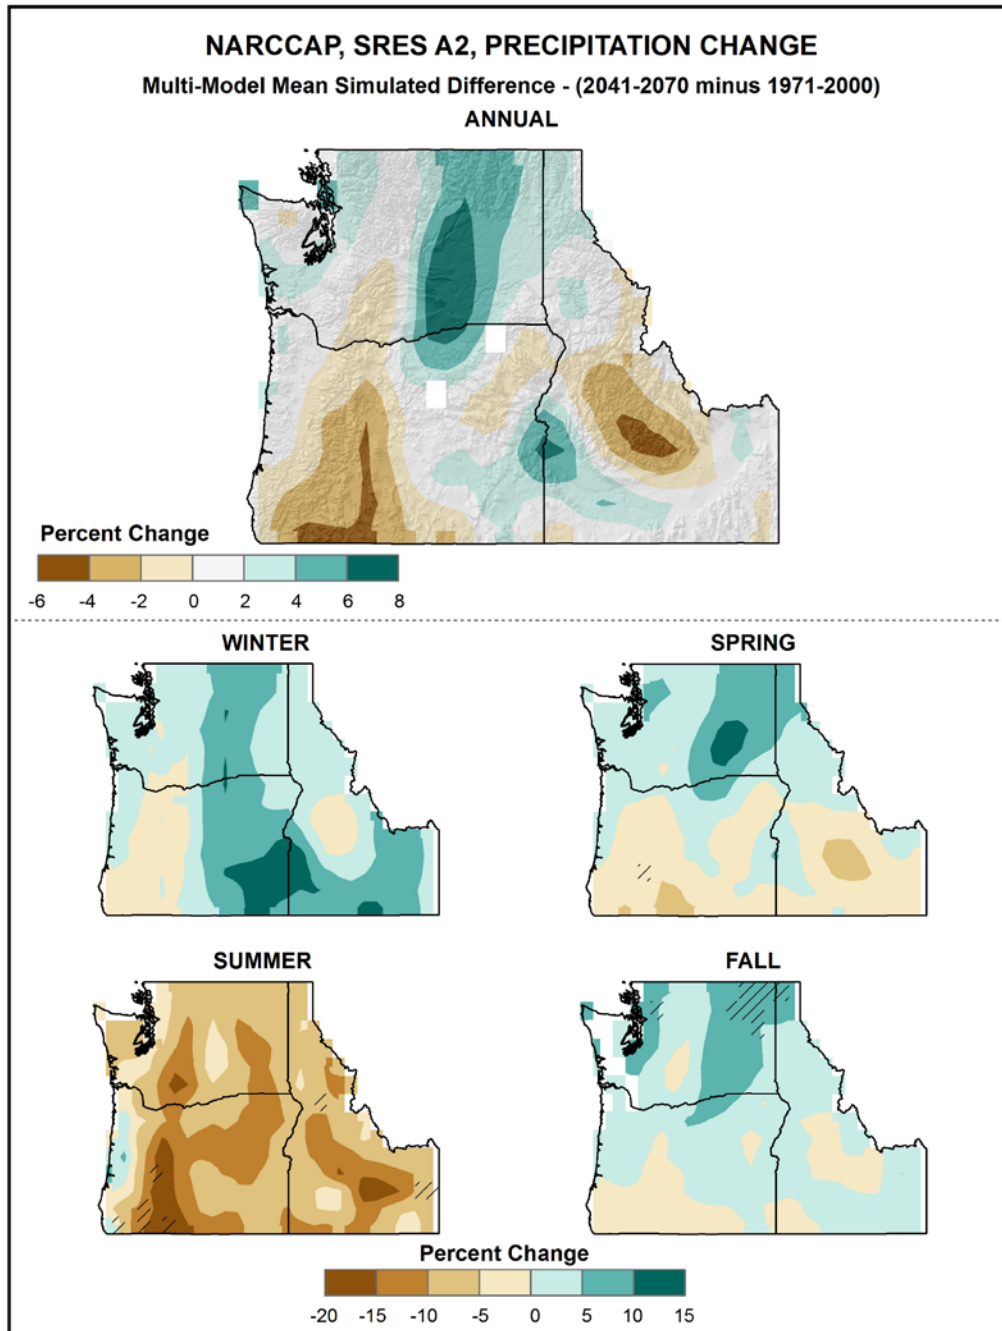 NARCCAP, SRES A2, PRECIPITATION CHANGE
Multi-Model Mean Simulated Difference - (2041-2070 minus 1971-2000)
ANNUAL
Percent Change
-6 -4 -2 0 2 4 6 8
WINTER SPRING
SUMMER FALL
Percent Change
-20 -15 -10 -5 0 5 10 15